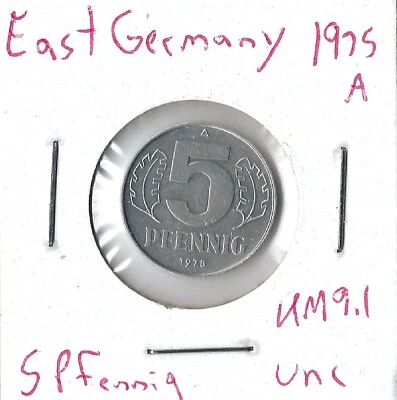 East Germany 1975
A
A
5
PFENNIG
1975
KM9.1
5 Pfennig unc